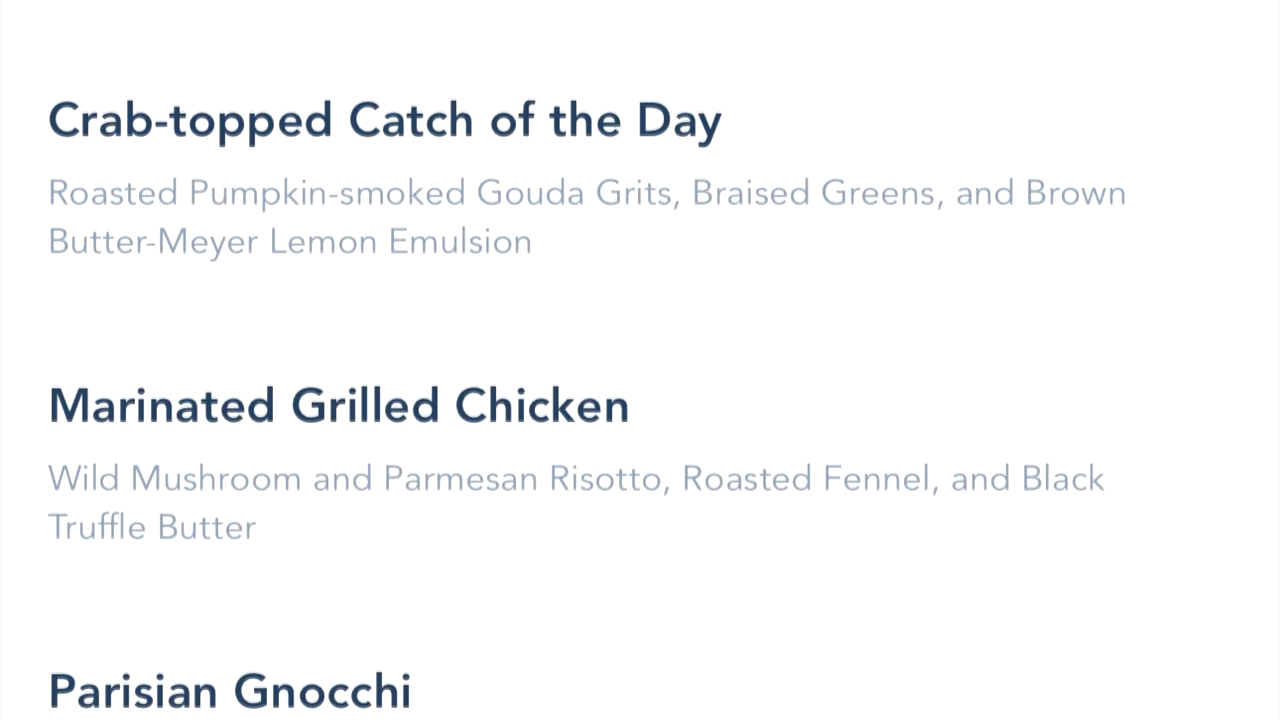 Crab-topped Catch of the Day
Roasted Pumpkin-smoked Gouda Grits, Braised Greens, and Brown
Butter-Meyer Lemon Emulsion
Marinated Grilled Chicken
Wild Mushroom and Parmesan Risotto, Roasted Fennel, and Black
Truffle Butter
Parisian Gnocchi